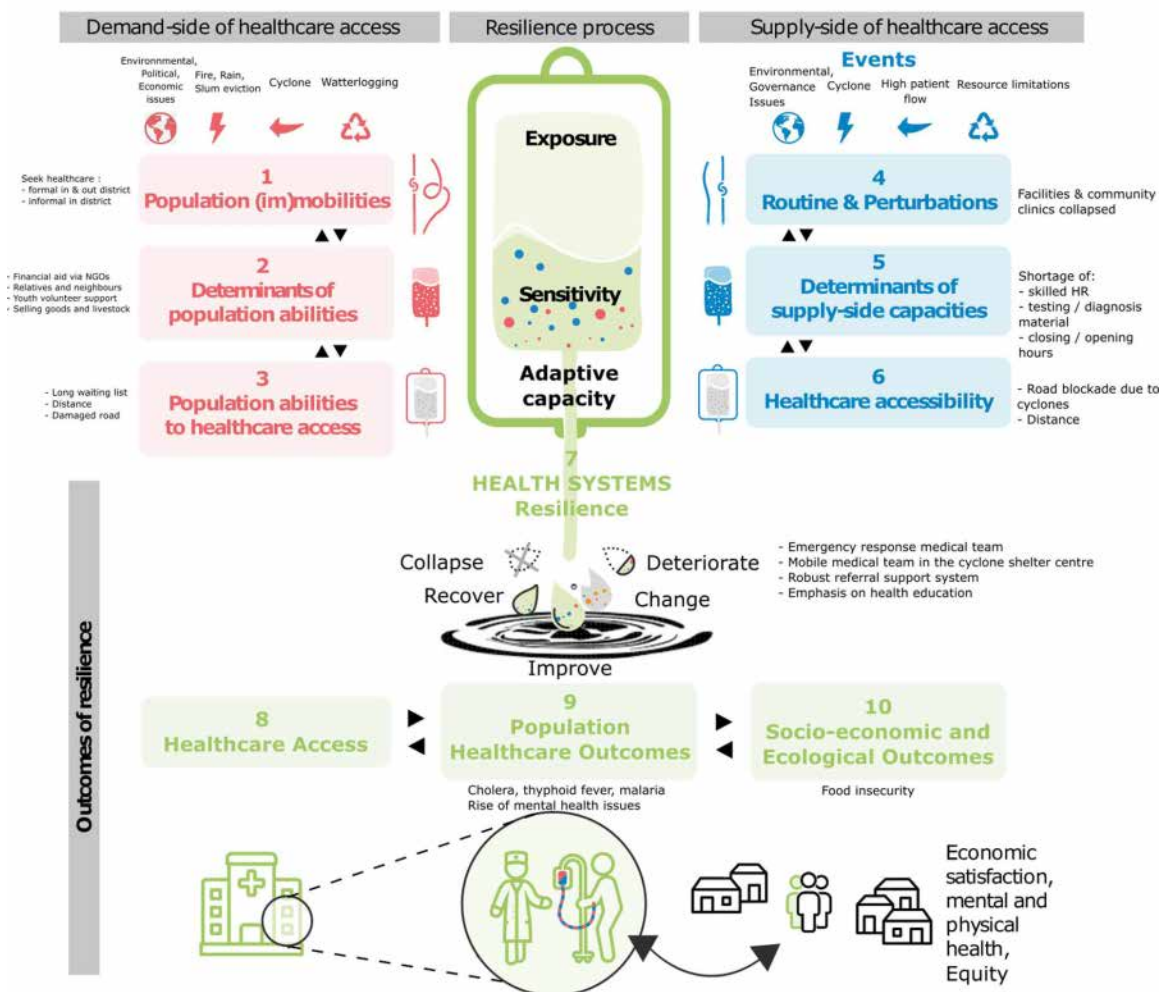 Demand-side of healthcare access
Resilience process
Supply-side of healthcare access
Environnmental,
Political,
Economic
issues
Fire, Rain,
Slum eviction
Cyclone
Watterlogging
Events
Environmental,
Governance
Issues
Cyclone
High patient
flow
Resource limitations
Seek healthcare :
- formal in & out district
- informal in district
1
Population (im)mobilities
Exposure
4
Routine & Perturbations
Facilities & community
clinics collapsed
- Financial aid via NGOs
- Relatives and neighbours
- Youth volunteer support
- Selling goods and livestock
2
Determinants of
population abilities
Sensitivity
5
Determinants of
supply-side capacities
Shortage of:
- skilled HR
- testing / diagnosis
material
- closing / opening
hours
- Long waiting list
- Distance
- Damaged road
3
Population abilities
to healthcare access
Adaptive
capacity
6
Healthcare accessibility
- Road blockade due to
cyclones
- Distance
7
HEALTH SYSTEMS
Resilience
Collapse
Deteriorate
Recover
Change
Improve
- Emergency response medical team
- Mobile medical team in the cyclone shelter centre
- Robust referral support system
- Emphasis on health education
Outcomes of resilience
8
Healthcare Access
9
Population
Healthcare Outcomes
10
Socio-economic and
Ecological Outcomes
Cholera, thyphoid fever, malaria
Rise of mental health issues
Food insecurity
Economic
satisfaction,
mental and
physical
health,
Equity